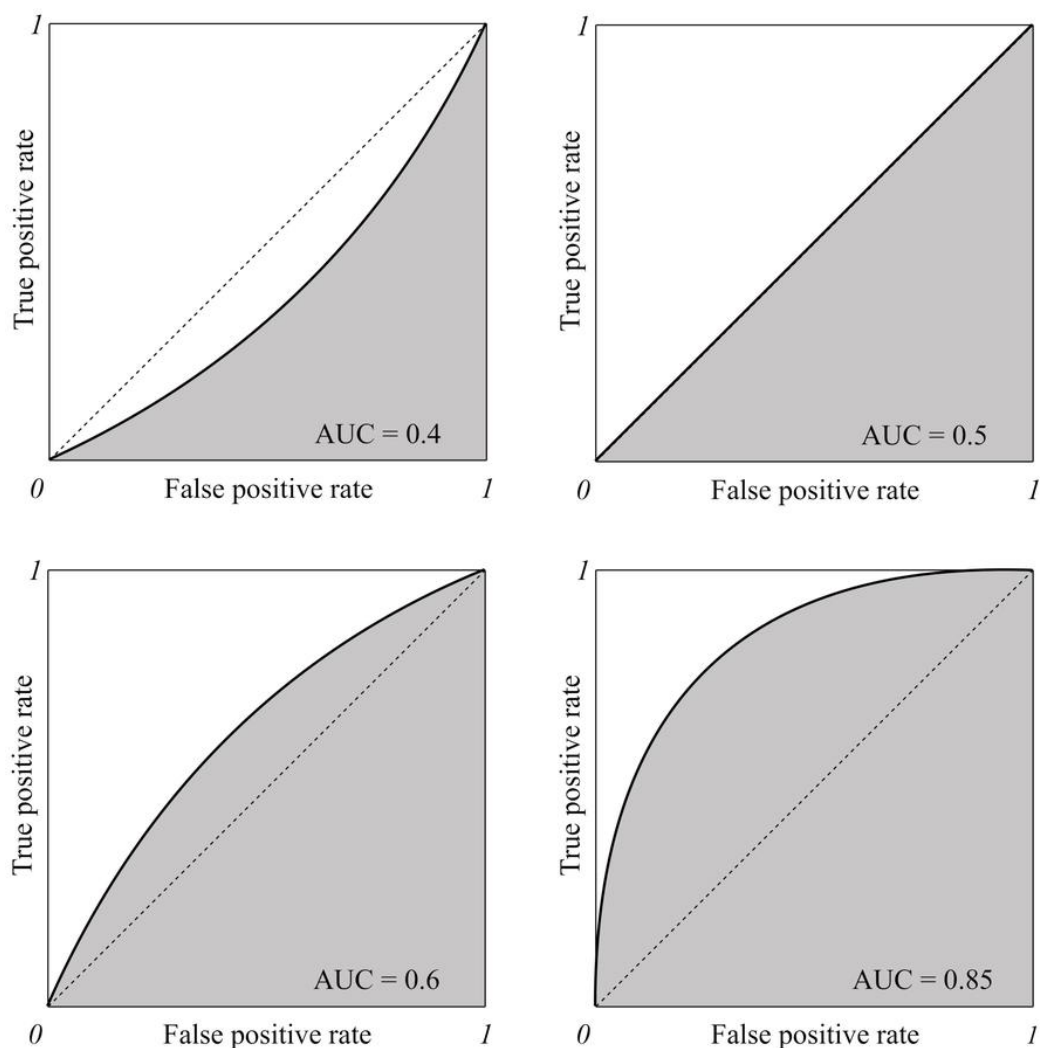 1
True positive rate
AUC = 0.4
0
False positive rate
1
1
True positive rate
AUC = 0.5
0
False positive rate
1
1
True positive rate
AUC = 0.6
0
False positive rate
1
1
True positive rate
AUC = 0.85
0
False positive rate
1